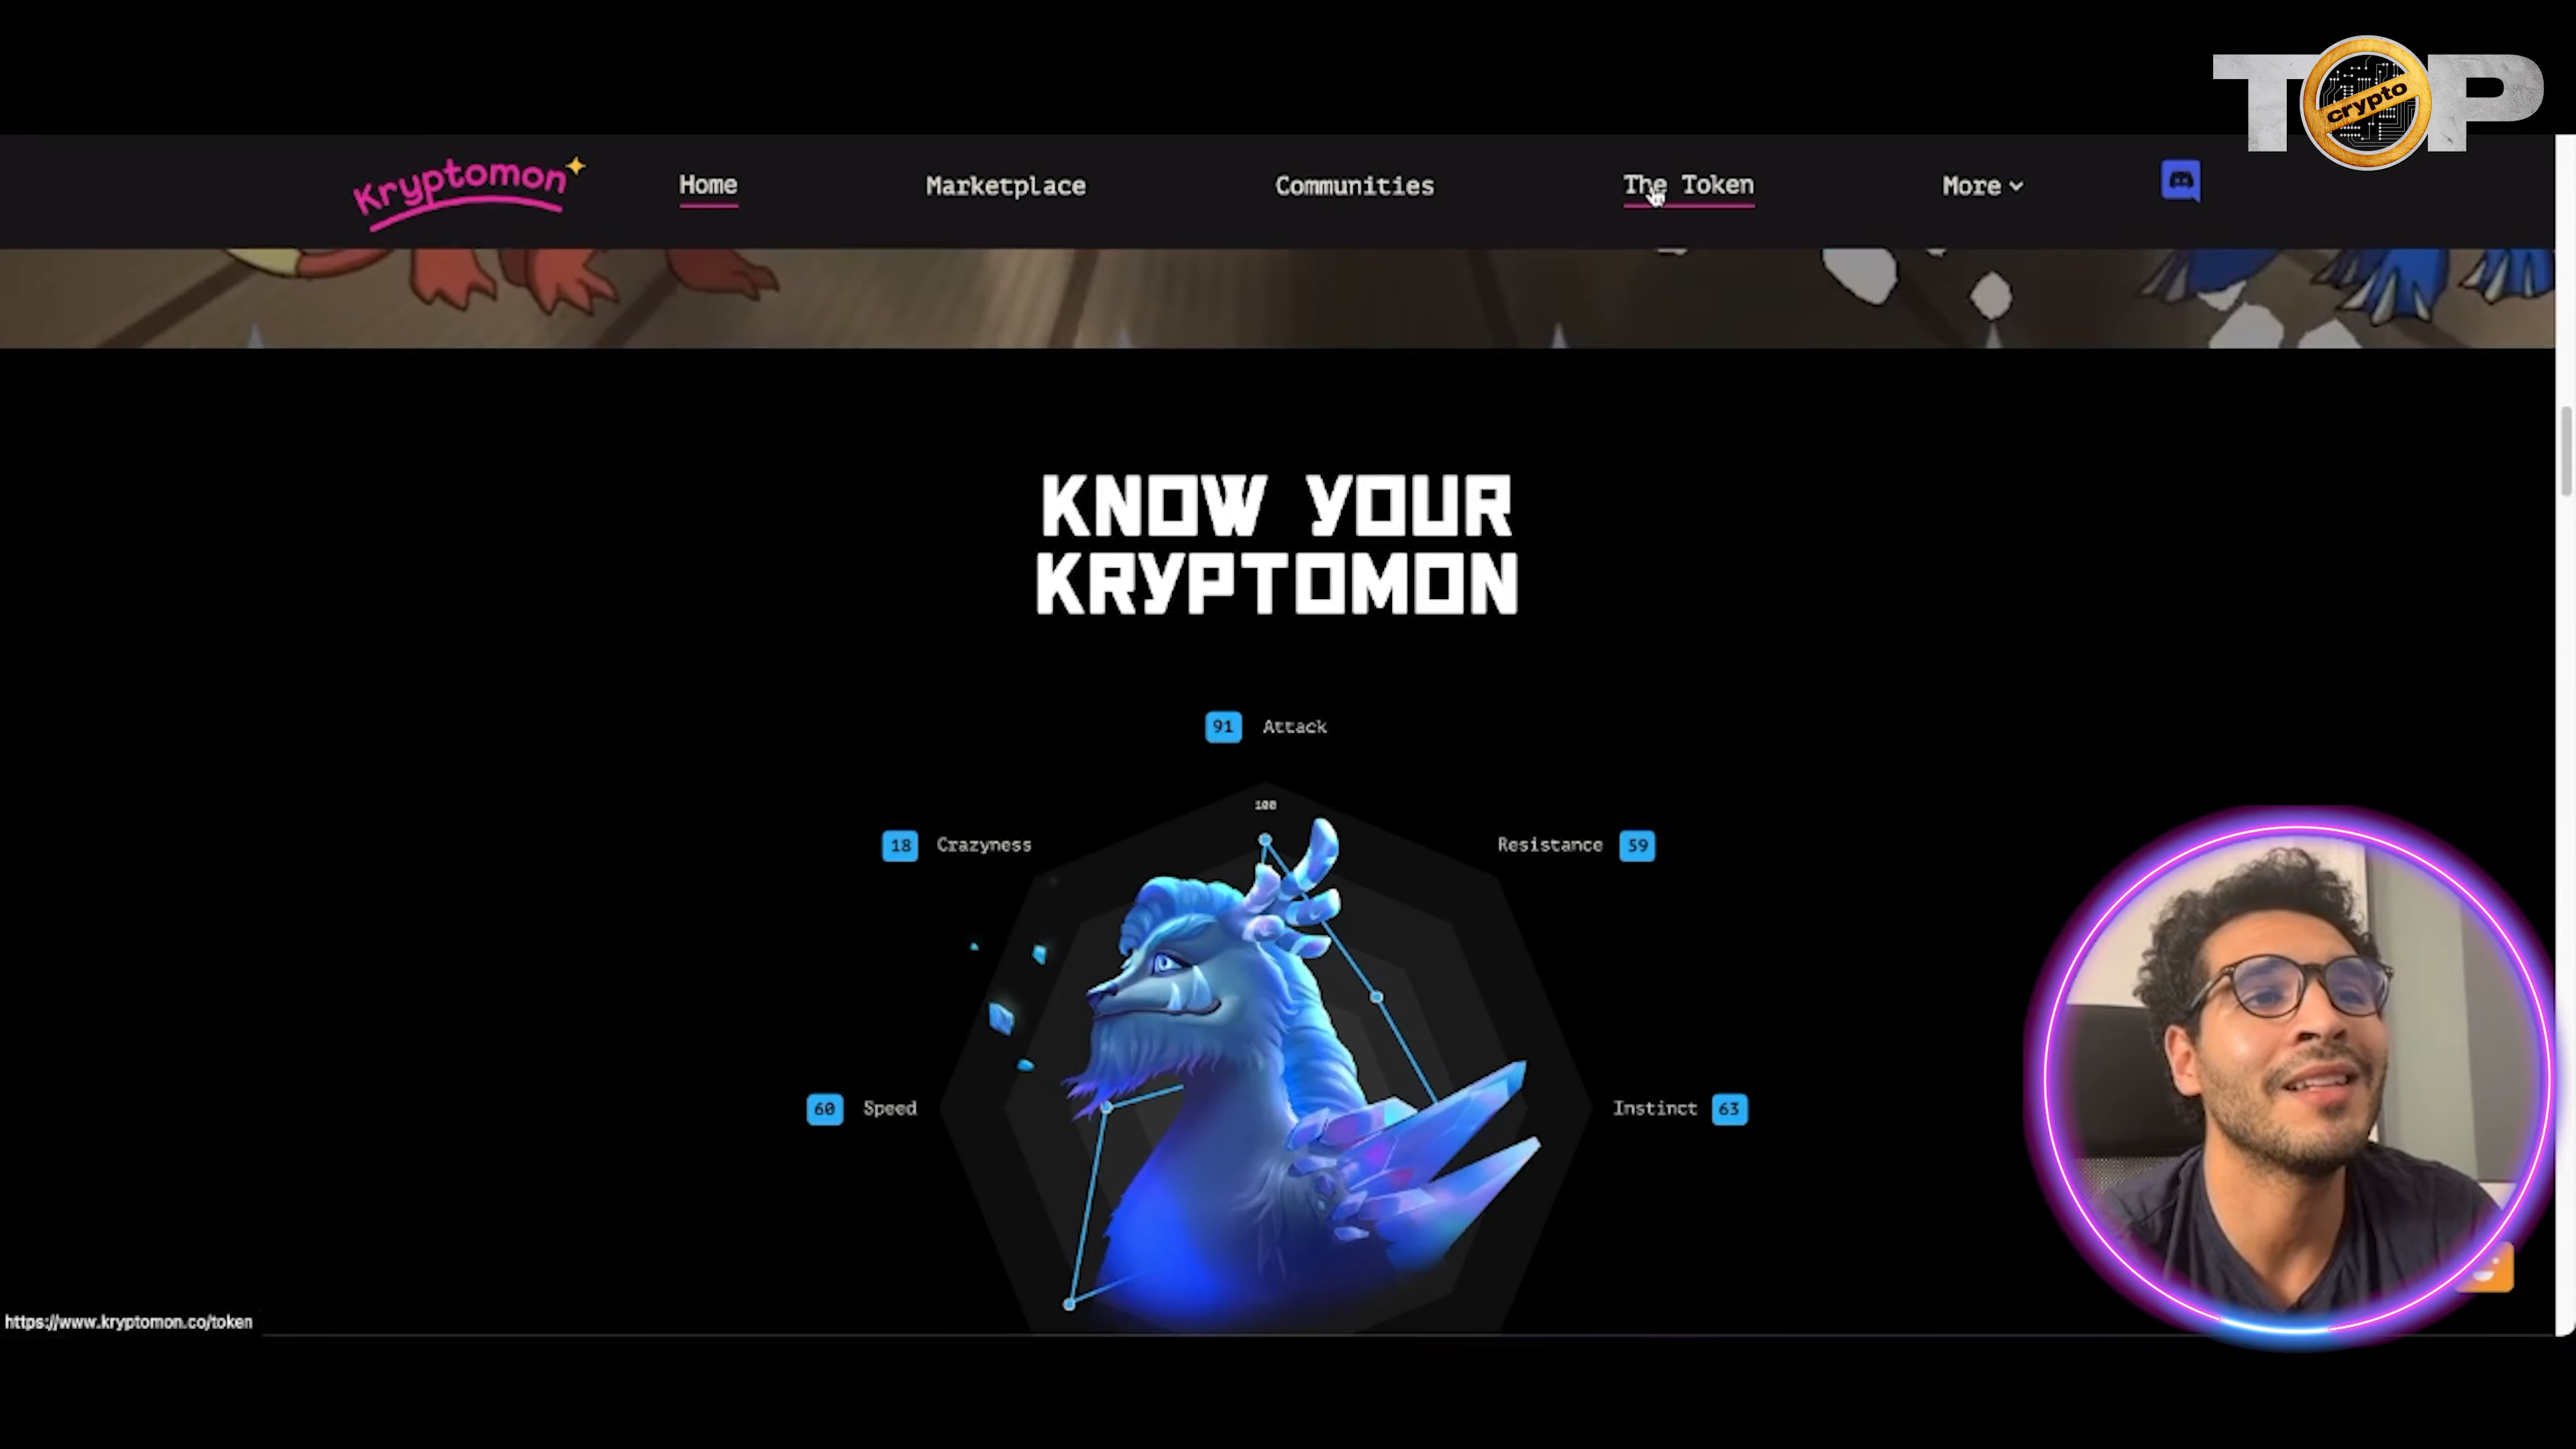 TOP
crypto
Kryptomon
Home
Marketplace
Communities
The Token
More
KNOW YOUR
KRYPTOMON
91 Attack
100
18 Crazyness
Resistance 59
60 Speed
Instinct 63
https://www.kryptomon.co/token